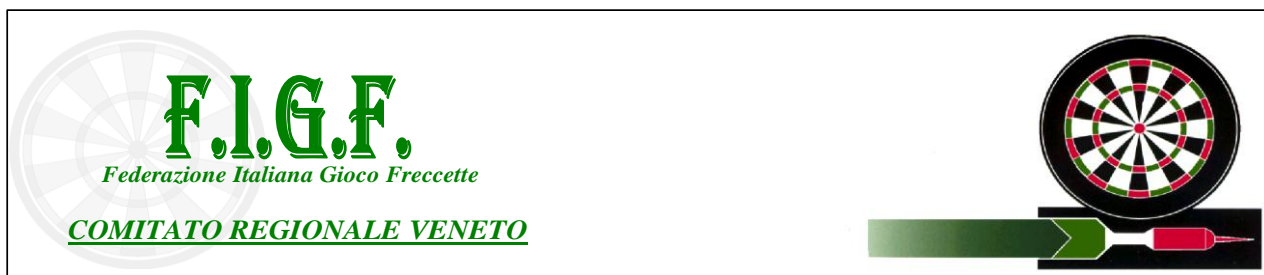 F.I.G.F.
Federazione Italiana Gioco Freccette
COMITATO REGIONALE VENETO